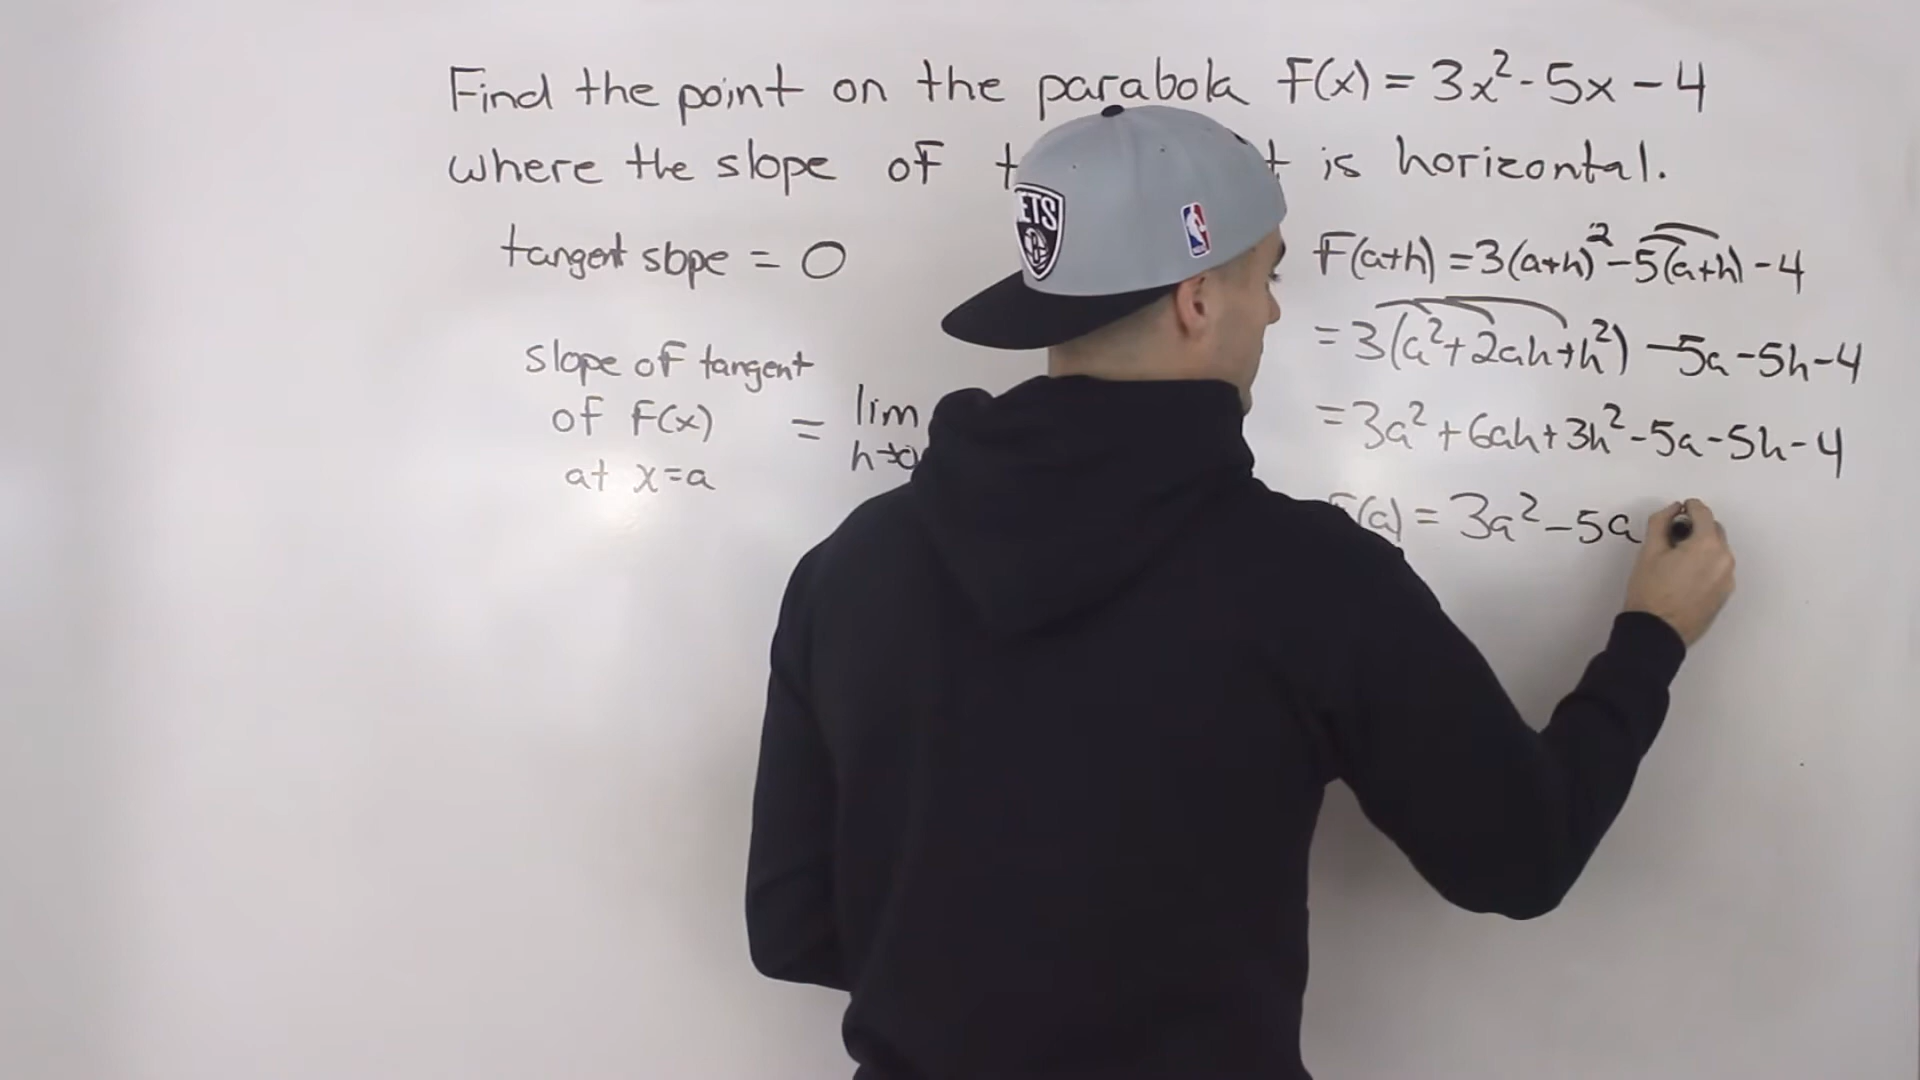 Find the point on the parabola F(x) = 3x² - 5x - 4
where the slope of is horizontal.
tangent slope = 0
slope of tangent
of F(x)
at x=a
= lim
h→0
F(a+h) = 3(a+h)² - 5(a+h) - 4
= 3(a² + 2ah + h²) - 5a - 5h - 4
= 3a² + 6ah + 3h² - 5a - 5h - 4
F(a) = 3a² - 5a
ETS